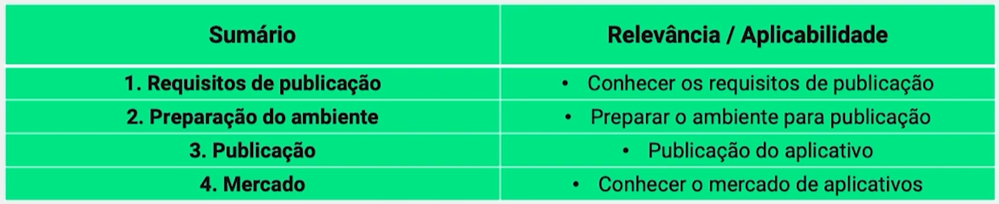 Sumário
Relevância / Aplicabilidade
1. Requisitos de publicação
• Conhecer os requisitos de publicação
2. Preparação do ambiente
• Preparar o ambiente para publicação
3. Publicação
• Publicação do aplicativo
4. Mercado
• Conhecer o mercado de aplicativos